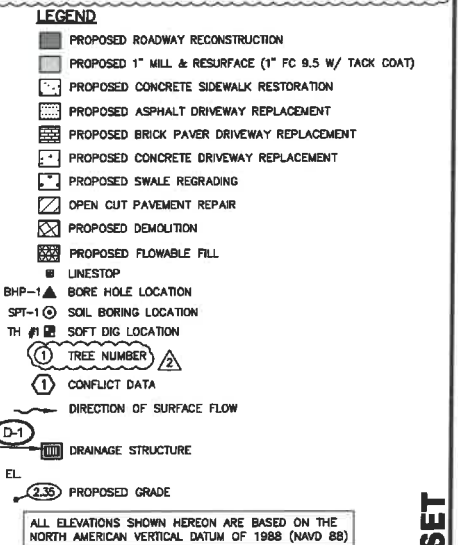 LEGEND
PROPOSED ROADWAY RECONSTRUCTION
PROPOSED 1" MILL & RESURFACE (1" FC 9.5 W/ TACK COAT)
PROPOSED CONCRETE SIDEWALK RESTORATION
PROPOSED ASPHALT DRIVEWAY REPLACEMENT
PROPOSED BRICK PAVER DRIVEWAY REPLACEMENT
PROPOSED CONCRETE DRIVEWAY REPLACEMENT
PROPOSED SWALE REGRADING
OPEN CUT PAVEMENT REPAIR
PROPOSED DEMOLITION
PROPOSED FLOWABLE FILL
LINESTOP
BHP-1 BORE HOLE LOCATION
SPT-1 SOIL BORING LOCATION
TH #1 SOFT DIG LOCATION
1 TREE NUMBER 2
1 CONFLICT DATA
DIRECTION OF SURFACE FLOW
D-1
DRAINAGE STRUCTURE
EL
2.35 PROPOSED GRADE
ALL ELEVATIONS SHOWN HEREON ARE BASED ON THE
NORTH AMERICAN VERTICAL DATUM OF 1988 (NAVD 88)
SET